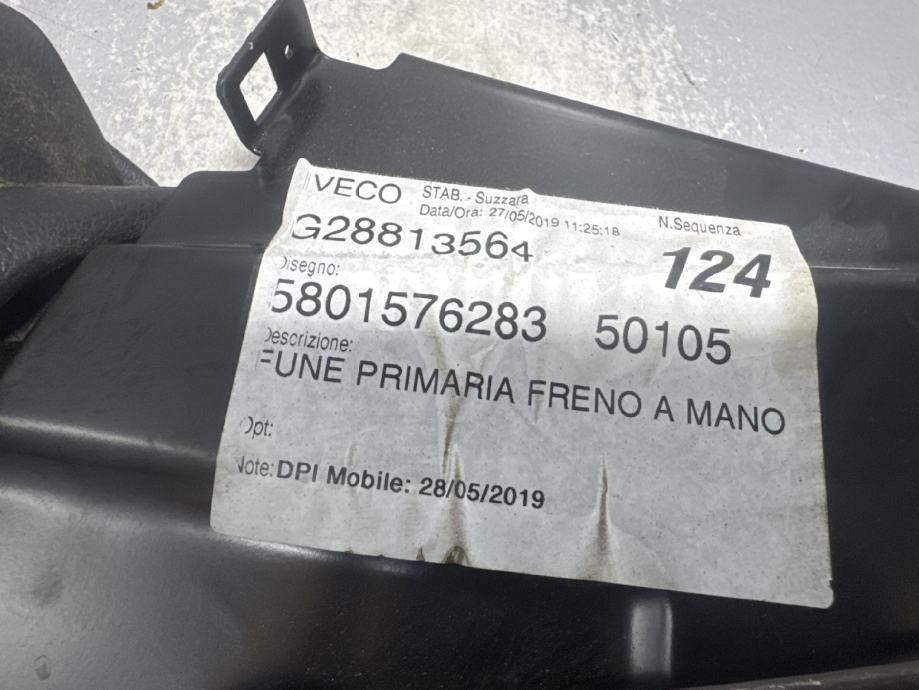 IVECO STAB. - Suzzara
Data/Ora: 27/05/2019 11:25:18
N.Sequenza
G28813564
124
Disegno:
5801576283 50105
Descrizione:
FUNE PRIMARIA FRENO A MANO
Opt:
Note: DPI Mobile: 28/05/2019